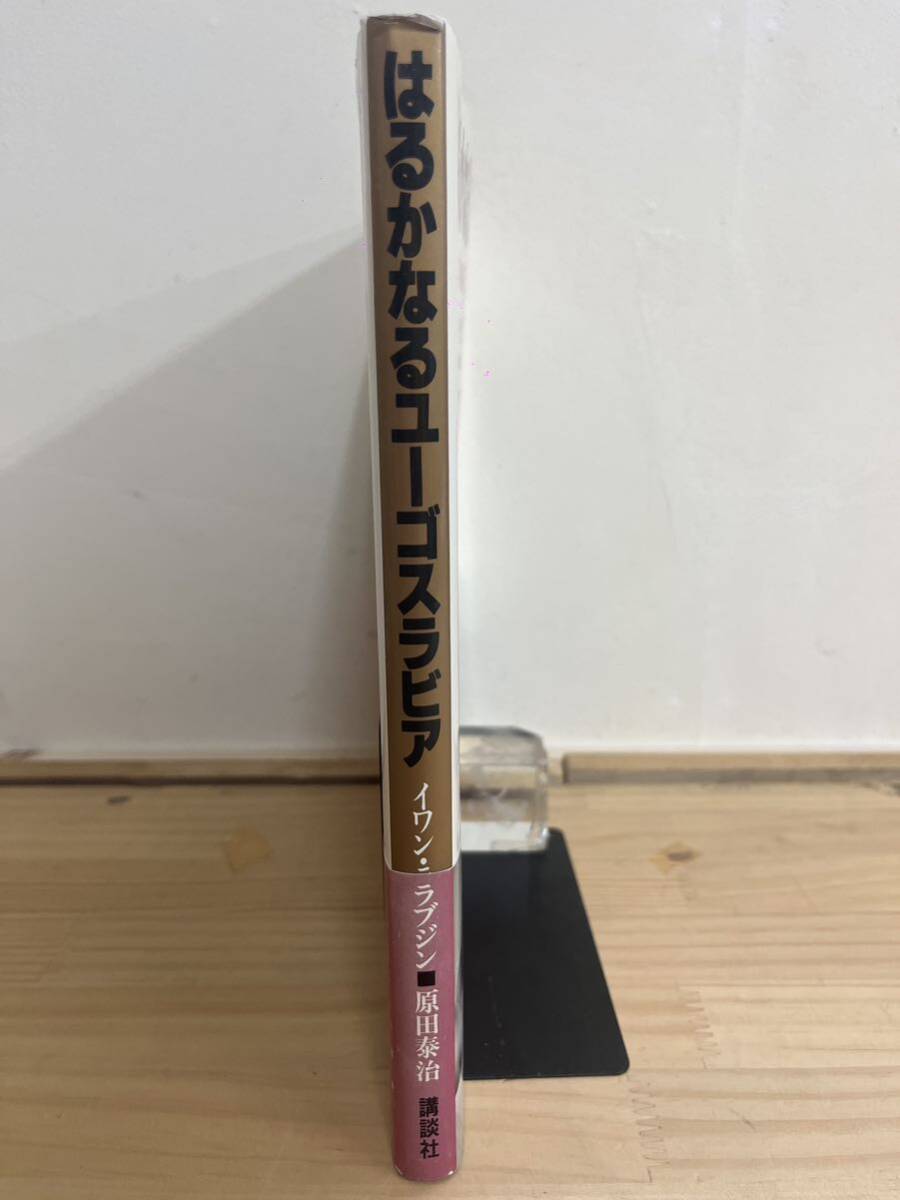 はるかなるユーゴスラビア
イワン・ラブジン■原田泰治
講談社